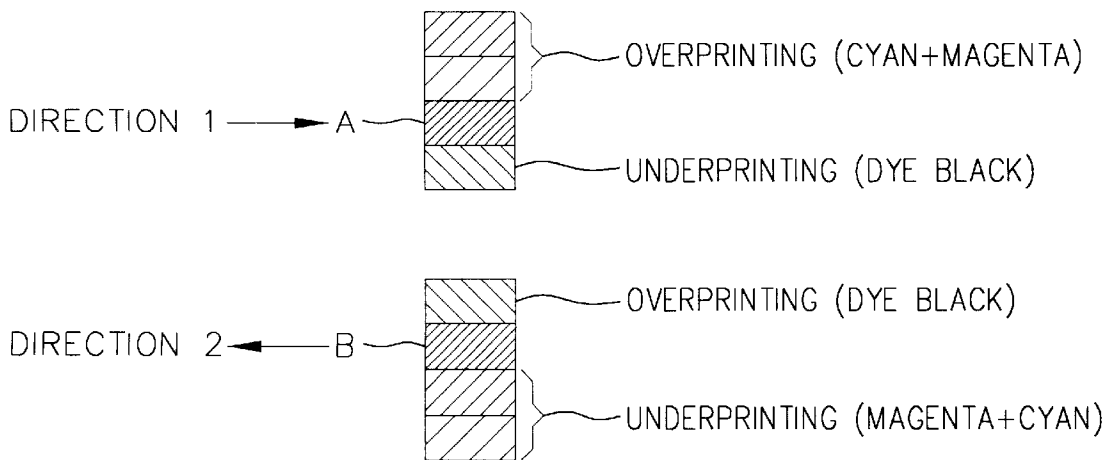 OVERPRINTING (CYAN+MAGENTA)
DIRECTION 1 A
UNDERPRINTING (DYE BLACK)
OVERPRINTING (DYE BLACK)
DIRECTION 2 B
UNDERPRINTING (MAGENTA+CYAN)